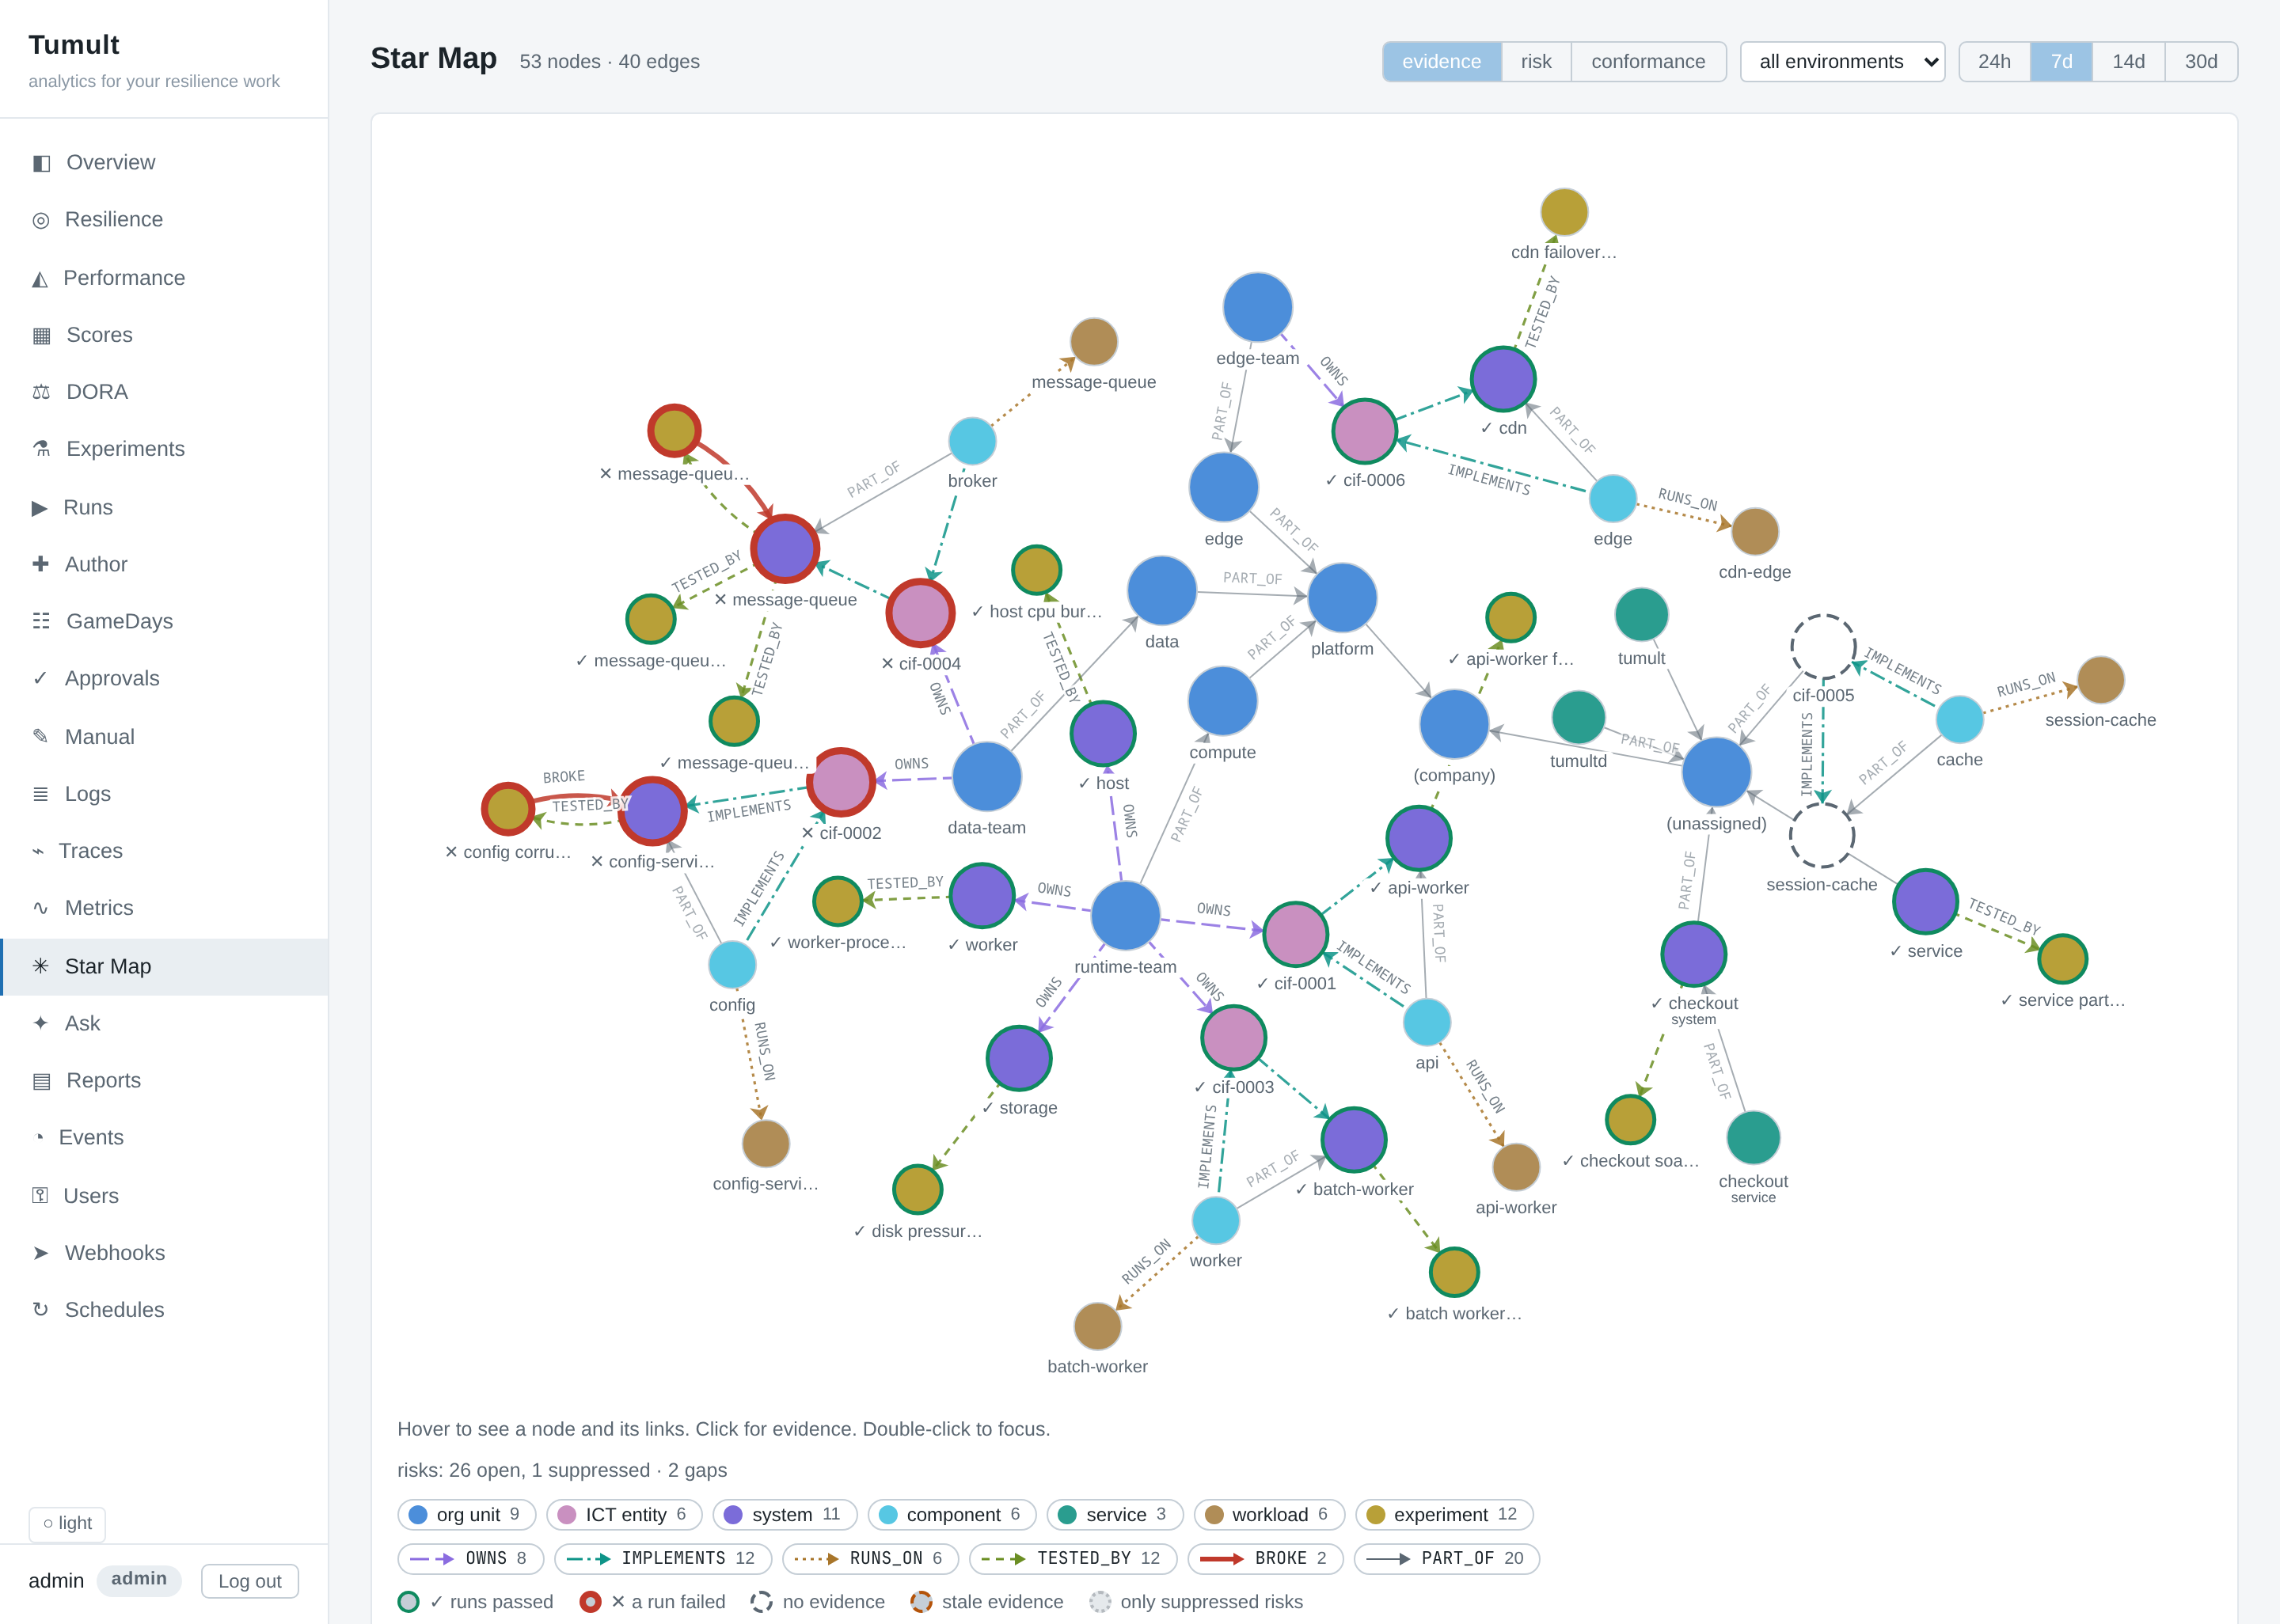 Tumult
analytics for your resilience work
Overview
Resilience
Performance
Scores
DORA
Experiments
Runs
Author
GameDays
Approvals
Manual
Logs
Traces
Metrics
Star Map
Ask
Reports
Events
Users
Webhooks
Schedules
light
admin admin Log out
Star Map 53 nodes · 40 edges
evidence risk conformance all environments 24h 7d 14d 30d
cdn failover…
TESTED_BY
edge-team
OWNS
message-queue
PART_OF
✓ cdn
PART_OF
✕ message-queu…
PART_OF
broker
✓ cif-0006
IMPLEMENTS
RUNS_ON
edge
PART_OF
edge
cdn-edge
TESTED_BY
✕ message-queue
✓ host cpu bur…
PART_OF
data
PART_OF
platform
✓ message-queu…
TESTED_BY
✕ cif-0004
TESTED_BY
✓ api-worker f…
tumult
IMPLEMENTS
cif-0005
RUNS_ON
session-cache
OWNS
PART_OF
compute
PART_OF
PART_OF
tumultd
IMPLEMENTS
PART_OF
cache
✓ message-queu…
OWNS
✓ host
(company)
BROKE
TESTED_BY
IMPLEMENTS
✕ cif-0002
data-team
OWNS
PART_OF
(unassigned)
✕ config corru…
✕ config-servi…
IMPLEMENTS
PART_OF
TESTED_BY
OWNS
✓ api-worker
PART_OF
session-cache
✓ worker-proce…
✓ worker
OWNS
PART_OF
TESTED_BY
✓ service
runtime-team
OWNS
OWNS
✓ cif-0001
IMPLEMENTS
✓ service part…
config
✓ checkout
system
RUNS_ON
PART_OF
api
RUNS_ON
✓ cif-0003
✓ storage
IMPLEMENTS
PART_OF
✓ batch-worker
✓ checkout soa…
config-servi…
api-worker
checkout
service
✓ disk pressur…
RUNS_ON
worker
✓ batch worker…
batch-worker
Hover to see a node and its links. Click for evidence. Double-click to focus.
risks: 26 open, 1 suppressed · 2 gaps
org unit 9 ICT entity 6 system 11 component 6 service 3 workload 6 experiment 12
OWNS 8 IMPLEMENTS 12 RUNS_ON 6 TESTED_BY 12 BROKE 2 PART_OF 20
✓ runs passed ✕ a run failed no evidence stale evidence only suppressed risks